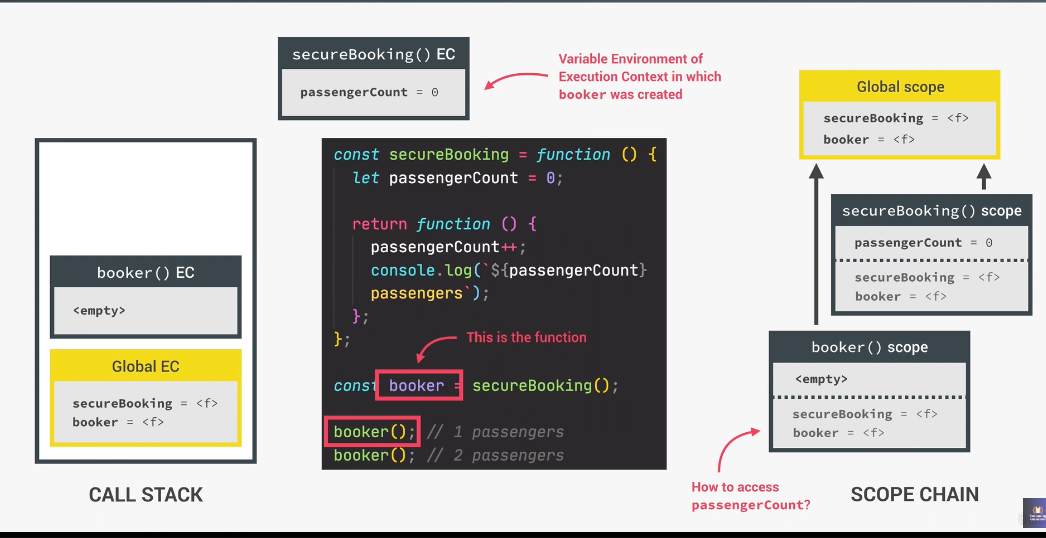 secureBooking() EC
passengerCount = 0
Variable Environment of
Execution Context in which
booker was created
Global scope
secureBooking = <f>
booker = <f>
const secureBooking = function () {
let passengerCount = 0;
return function () {
passengerCount++;
console.log(`${passengerCount}
passengers`);
};
};
This is the function
const booker = secureBooking();
booker(); // 1 passengers
booker(); // 2 passengers
booker() EC
<empty>
Global EC
secureBooking = <f>
booker = <f>
CALL STACK
secureBooking() scope
passengerCount = 0
secureBooking = <f>
booker = <f>
booker() scope
<empty>
secureBooking = <f>
booker = <f>
How to access
passengerCount?
SCOPE CHAIN